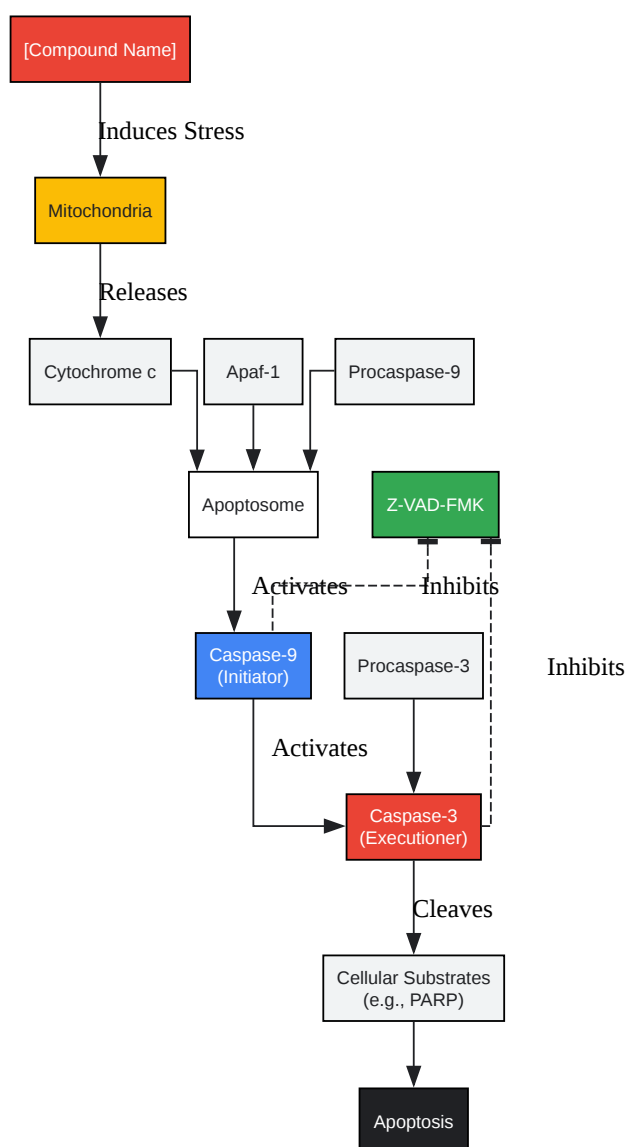 [Compound Name]
Induces Stress
Mitochondria
Releases
Cytochrome c
Apaf-1
Procaspase-9
Apoptosome
Z-VAD-FMK
Activates
Inhibits
Caspase-9
(Initiator)
Procaspase-3
Inhibits
Activates
Caspase-3
(Executioner)
Cleaves
Cellular Substrates
(e.g., PARP)
Apoptosis